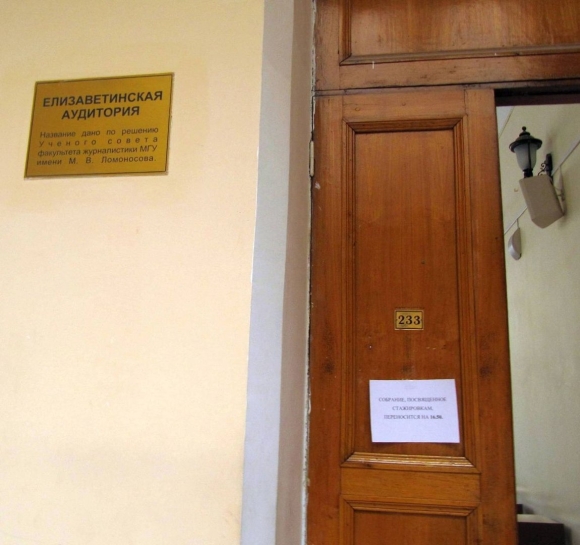 ЕЛИЗАВЕТИНСКАЯ
АУДИТОРИЯ
Название дано по решению
Ученого совета
факультета журналистики МГУ
имени М. В. Ломоносова.
233
СОБРАНИЕ, ПОСВЯЩЕННОЕ
СТАЖИРОВКАМ,
ПЕРЕНОСИТСЯ НА